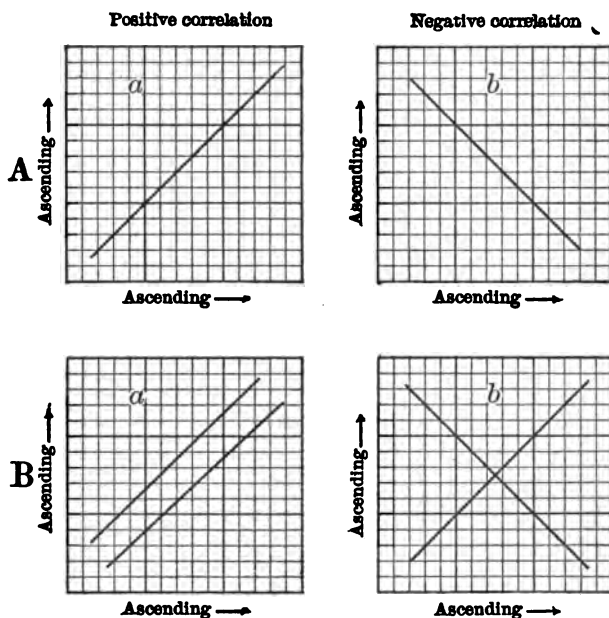 Positive correlation
Negative correlation
A
Ascending
a
Ascending
Ascending
b
Ascending
B
Ascending
a
Ascending
Ascending
b
Ascending